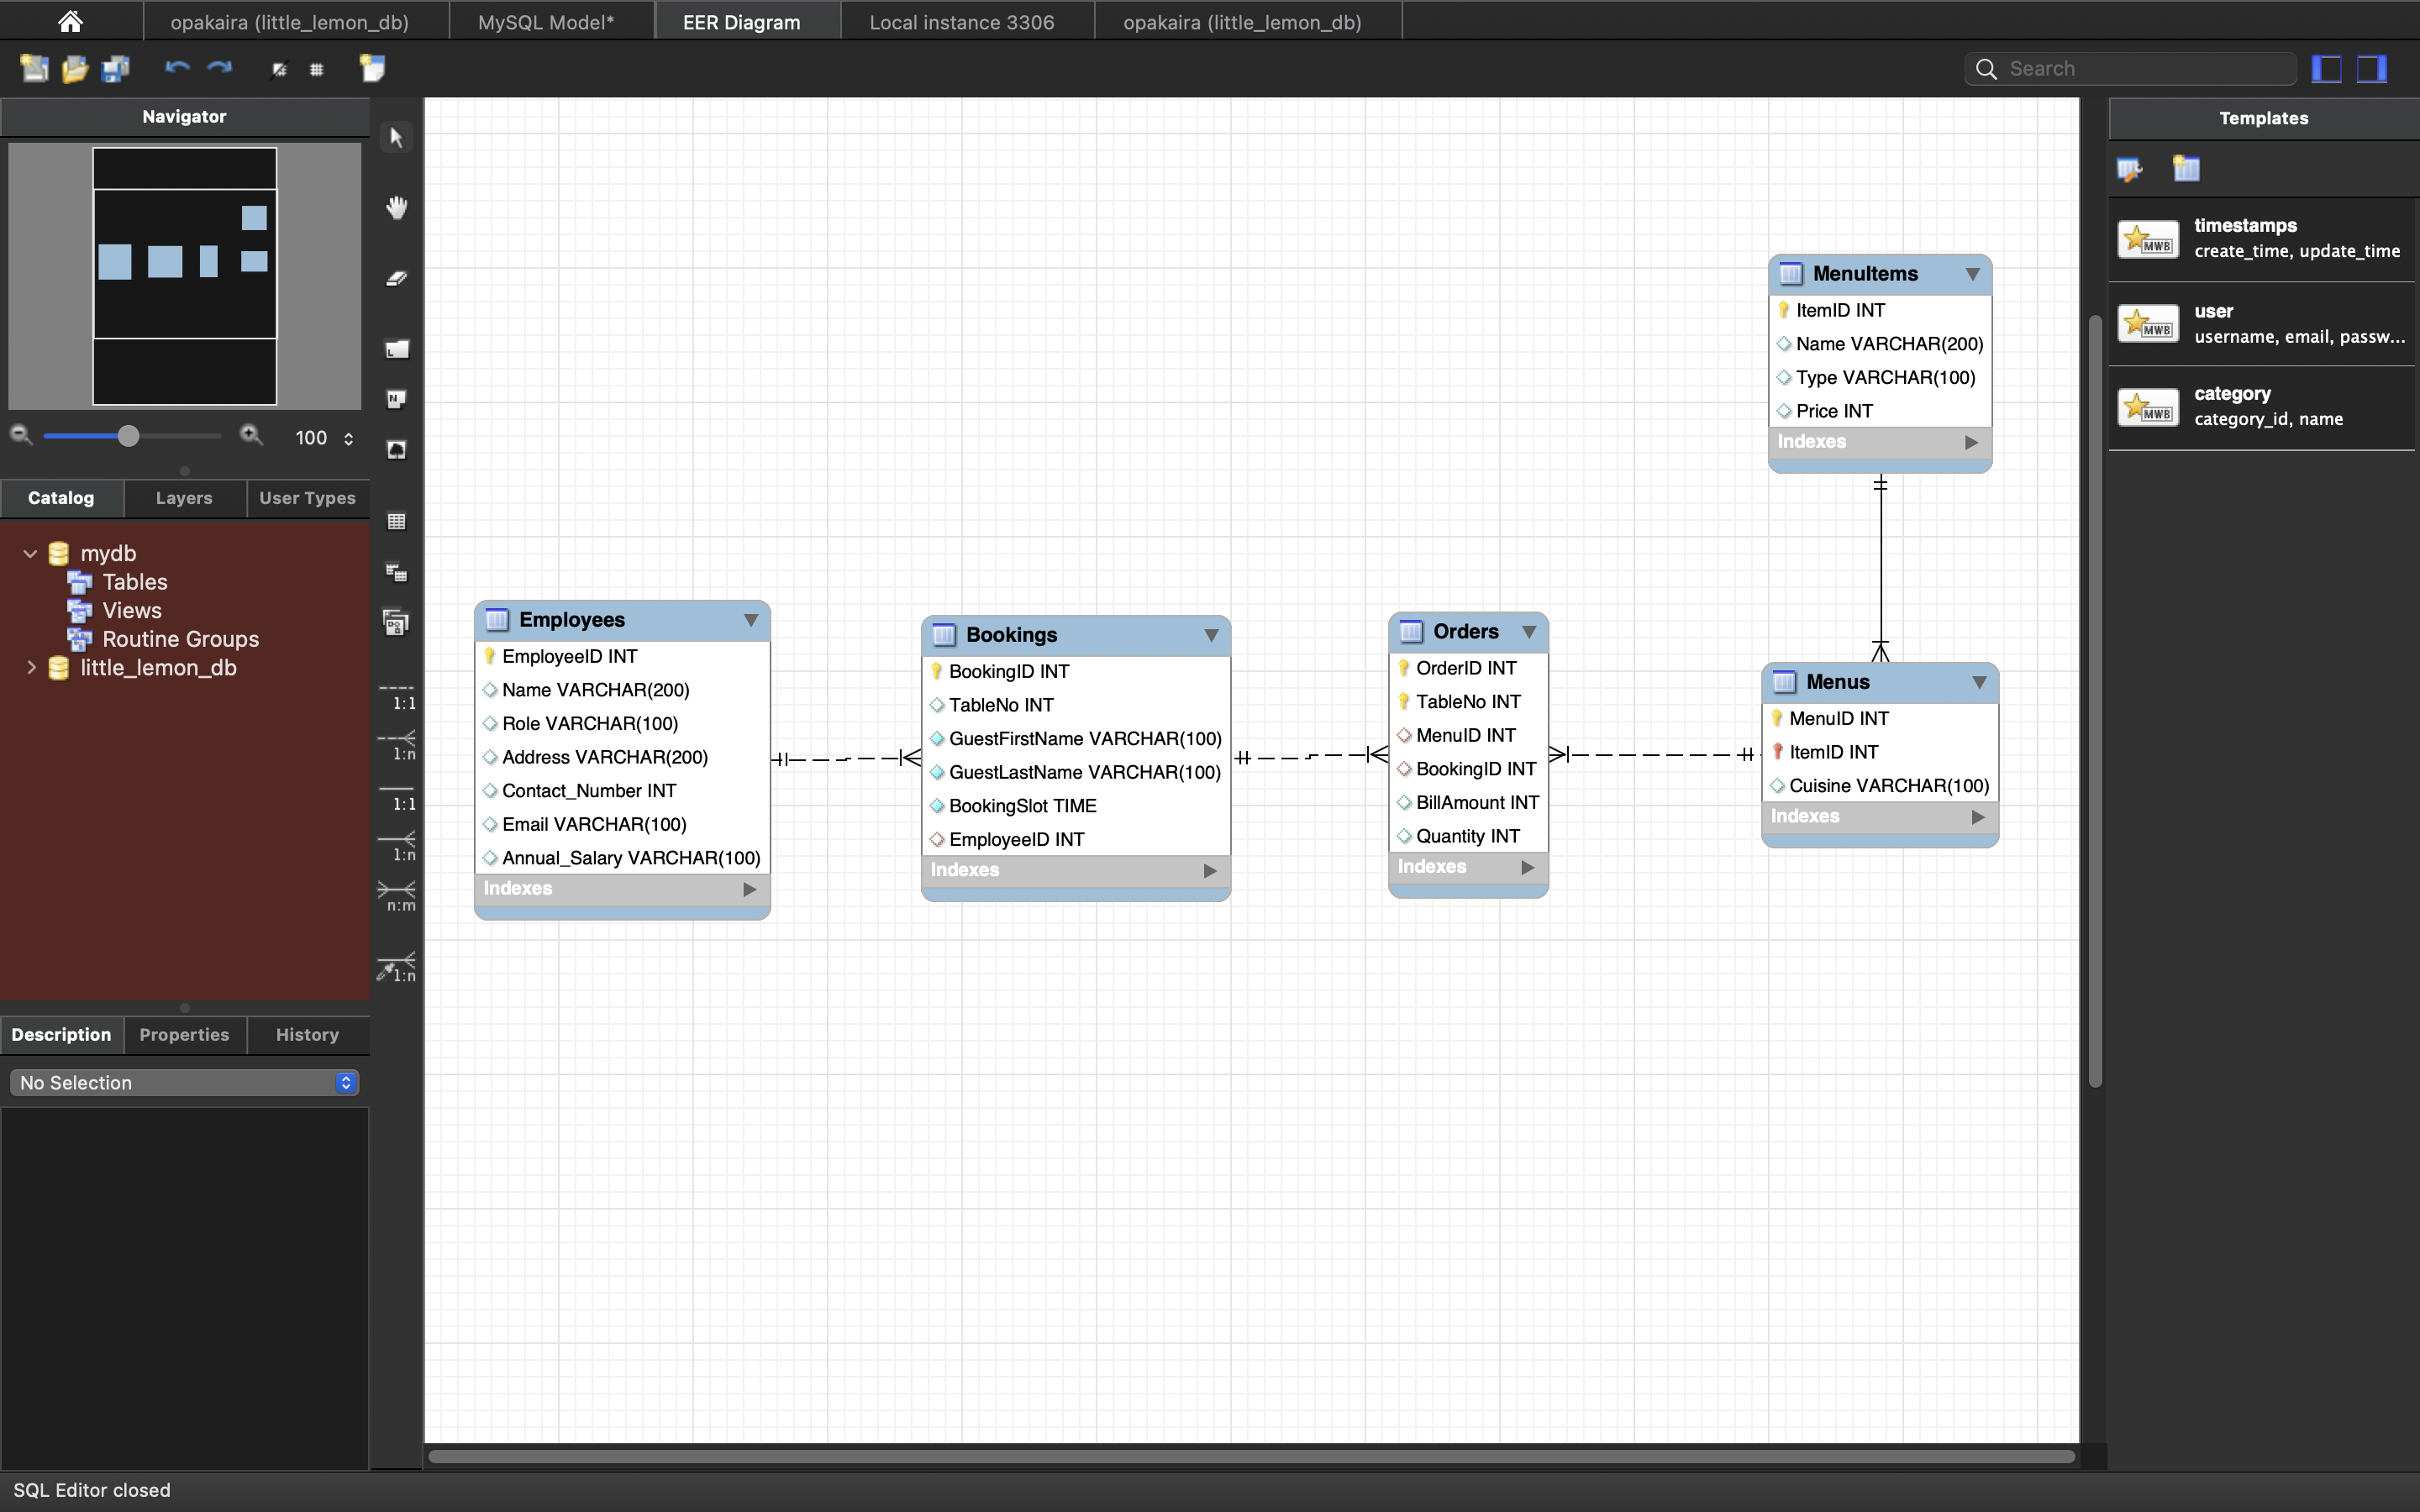 opakaira (little_lemon_db)
MySQL Model*
EER Diagram
Local instance 3306
opakaira (little_lemon_db)
Search
Navigator
100
Catalog
Layers
User Types
mydb
Tables
Views
Routine Groups
little_lemon_db
Description
Properties
History
No Selection
SQL Editor closed
L
N
1:1
1:n
1:1
1:n
n:m
1:n
Employees
EmployeeID INT
Name VARCHAR(200)
Role VARCHAR(100)
Address VARCHAR(200)
Contact_Number INT
Email VARCHAR(100)
Annual_Salary VARCHAR(100)
Indexes
Bookings
BookingID INT
TableNo INT
GuestFirstName VARCHAR(100)
GuestLastName VARCHAR(100)
BookingSlot TIME
EmployeeID INT
Indexes
Orders
OrderID INT
TableNo INT
MenuID INT
BookingID INT
BillAmount INT
Quantity INT
Indexes
MenuItems
ItemID INT
Name VARCHAR(200)
Type VARCHAR(100)
Price INT
Indexes
Menus
MenuID INT
ItemID INT
Cuisine VARCHAR(100)
Indexes
Templates
MWB
timestamps
create_time, update_time
MWB
user
username, email, passw...
MWB
category
category_id, name